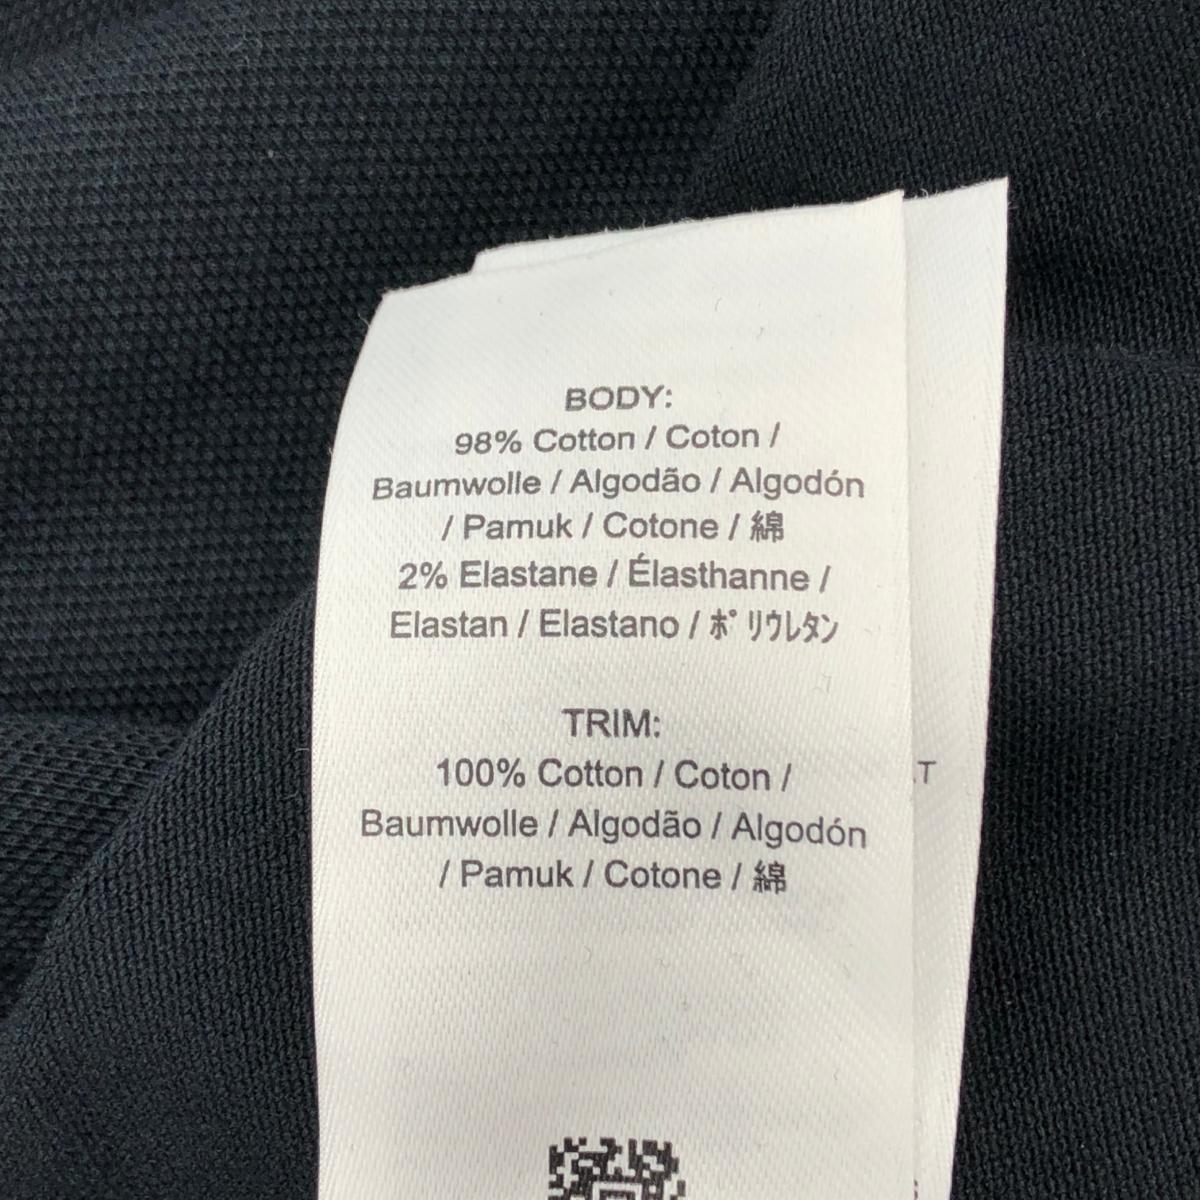 BODY:
98% Cotton / Coton /
Baumwolle / Algodão / Algodón
/ Pamuk / Cotone / 綿
2% Elastane / Élasthanne /
Elastan / Elastano / ﾎﾟﾘｳﾚﾀﾝ
TRIM:
100% Cotton / Coton /
Baumwolle / Algodão / Algodón
/ Pamuk / Cotone / 綿